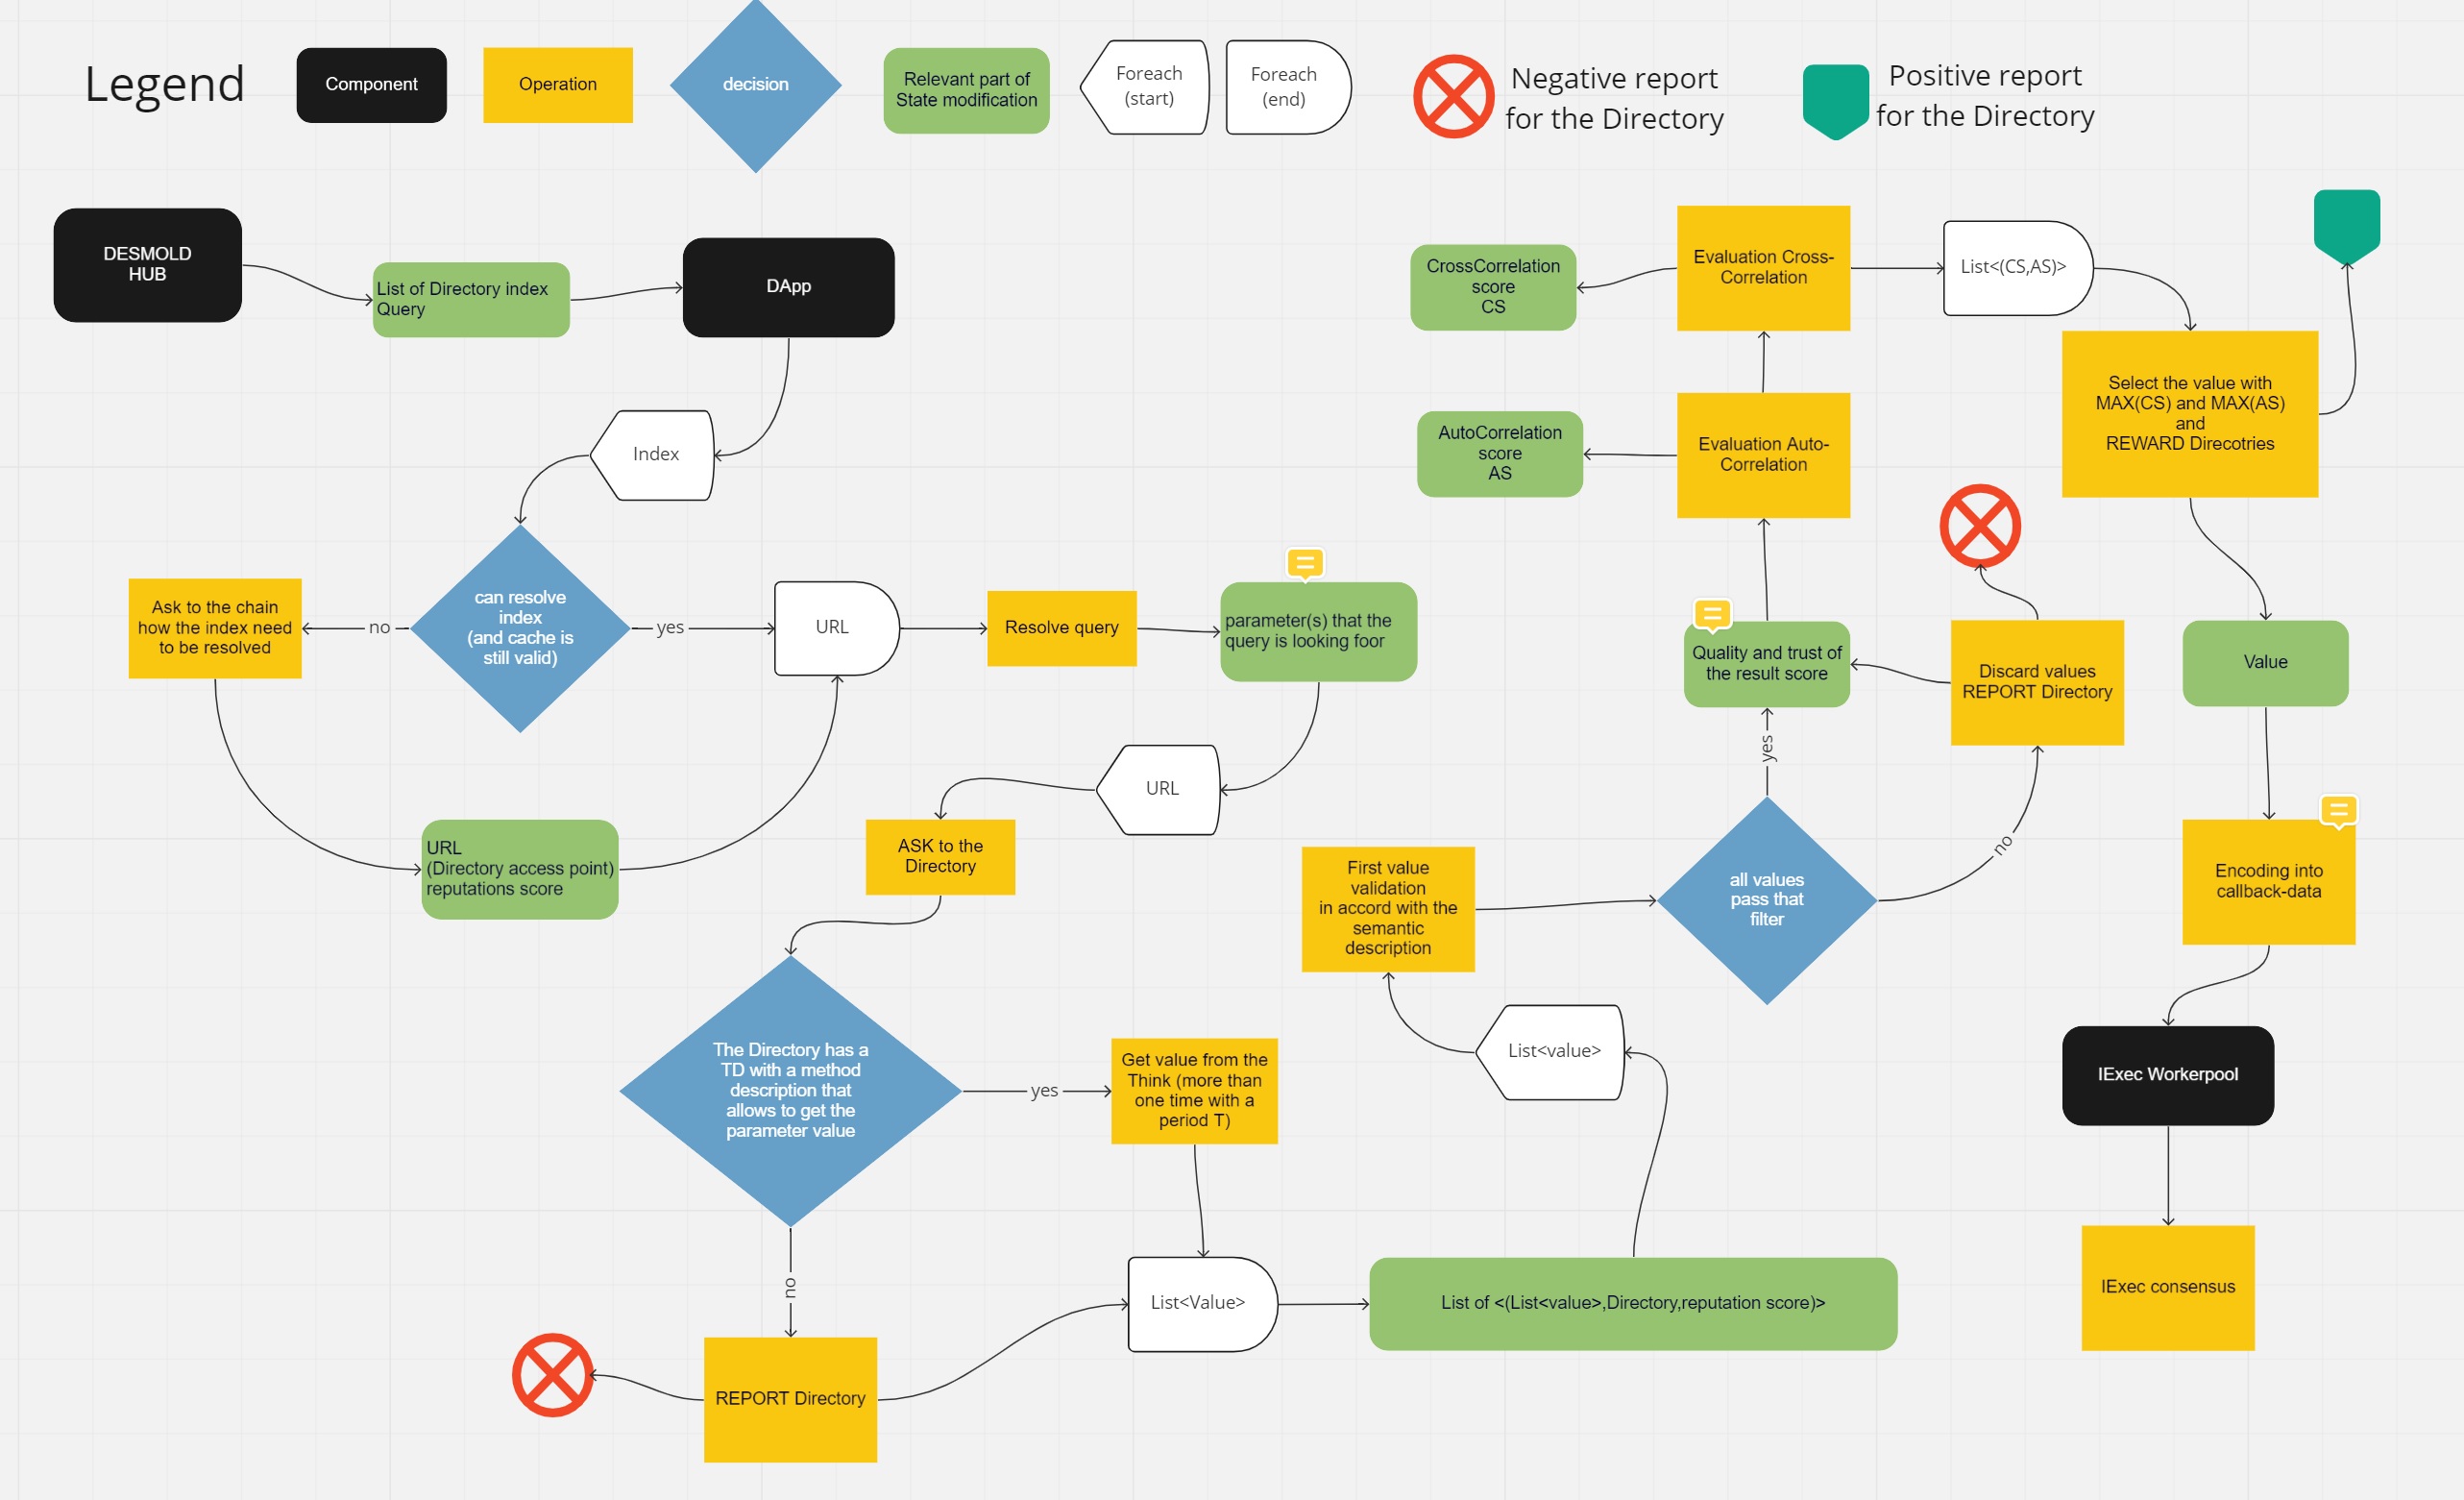 Legend
Component
Operation
decision
Relevant part of
State modification
Foreach
(start)
Foreach
(end)
Negative report
for the Directory
Positive report
for the Directory
DESMOLD
HUB
List of Directory index
Query
DApp
Index
can resolve
index
(and cache is
still valid)
no
Ask to the chain
how the index need
to be resolved
yes
URL
(Directory access point)
reputations score
URL
Resolve query
parameter(s) that the
query is looking foor
URL
ASK to the
Directory
The Directory has a
TD with a method
description that
allows to get the
parameter value
yes
Get value from the
Think (more than
one time with a
period T)
no
REPORT Directory
List<Value>
List of <(List<value>,Directory,reputation score)>
List<value>
First value
validation
in accord with the
semantic
description
all values
pass that
filter
yes
no
Discard values
REPORT Directory
Quality and trust of
the result score
Evaluation Auto-
Correlation
AutoCorrelation
score
AS
Evaluation Cross-
Correlation
CrossCorrelation
score
CS
List<(CS,AS)>
Select the value with
MAX(CS) and MAX(AS)
and
REWARD Direcotries
Value
Encoding into
callback-data
IExec Workerpool
IExec consensus